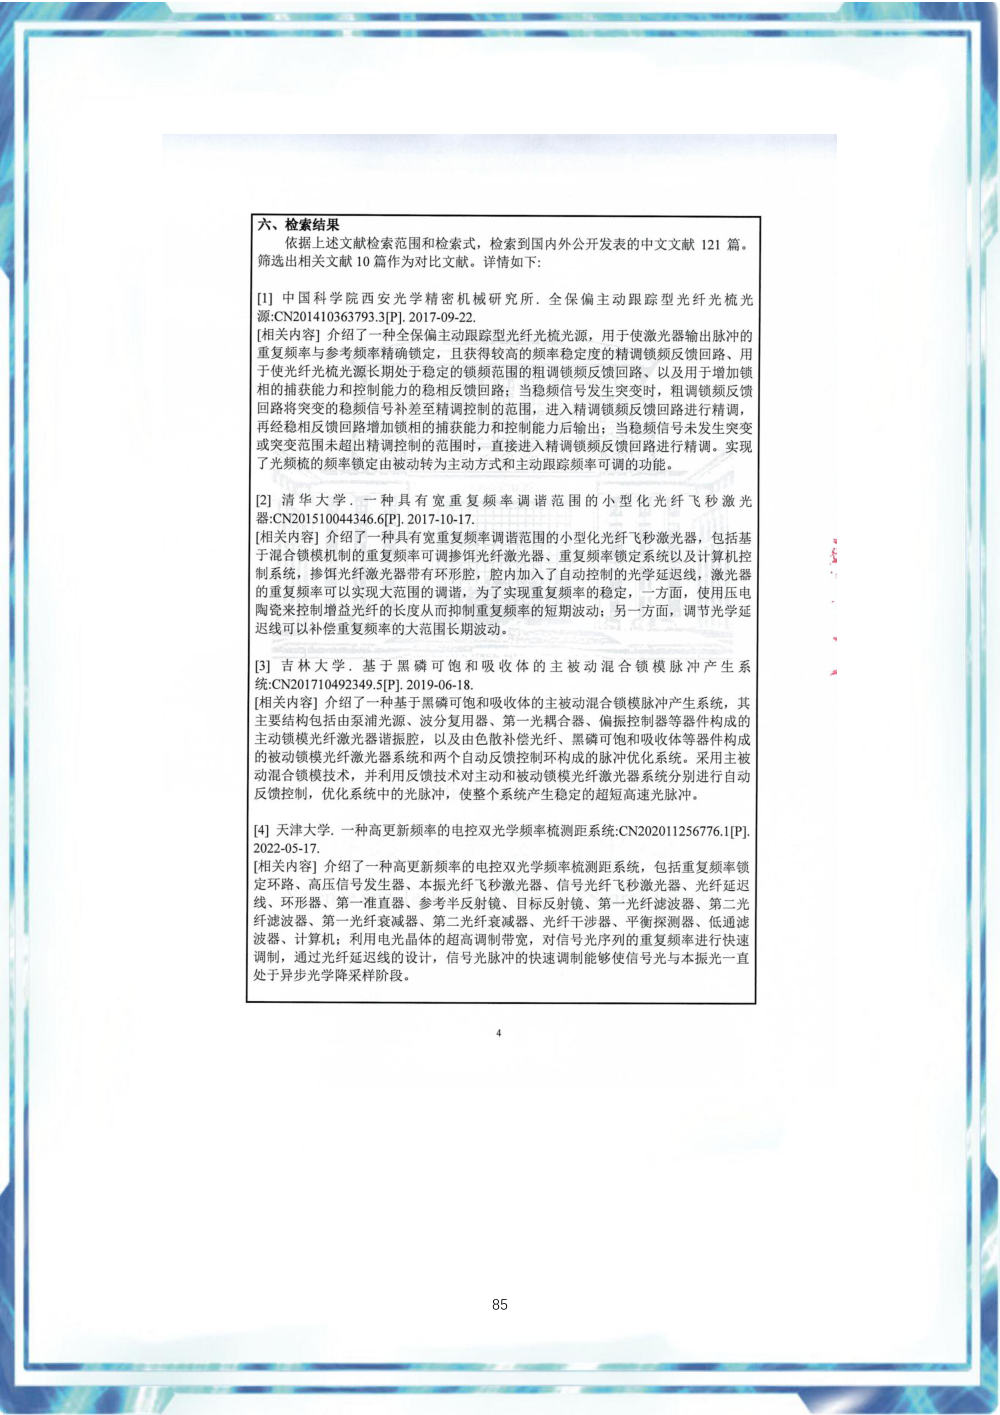 六、检索结果
依据上述文献检索范围和检索式，检索到国内外公开发表的中文文献 121 篇。
筛选出相关文献 10 篇作为对比文献。详情如下:
[1] 中国科学院西安光学精密机械研究所. 全保偏主动跟踪型光纤光梳光
源:CN201410363793.3[P]. 2017-09-22.
[相关内容] 介绍了一种全保偏主动跟踪型光纤光梳光源，用于使激光器输出脉冲的
重复频率与参考频率精确锁定，且获得较高的频率稳定度的精调锁频反馈回路、用
于使光纤光梳光源长期处于稳定的锁频范围的粗调锁频反馈回路、以及用于增加锁
相的捕获能力和控制能力的稳相反馈回路；当稳频信号发生突变时，粗调锁频反馈
回路将突变的稳频信号补差至精调控制的范围，进入精调锁频反馈回路进行精调，
再经稳相反馈回路增加锁相的捕获能力和控制能力后输出；当稳频信号未发生突变
或突变范围未超出精调控制的范围时，直接进入精调锁频反馈回路进行精调。实现
了光频梳的频率锁定由被动转为主动方式和主动跟踪频率可调的功能。
[2] 清华大学. 一种具有宽重复频率调谐范围的小型化光纤飞秒激光
器:CN201510044346.6[P]. 2017-10-17.
[相关内容] 介绍了一种具有宽重复频率调谐范围的小型化光纤飞秒激光器，包括基
于混合锁模机制的重复频率可调掺铒光纤激光器、重复频率锁定系统以及计算机控
制系统，掺铒光纤激光器带有环形腔，腔内加入了自动控制的光学延迟线，激光器
的重复频率可以实现大范围的调谐，为了实现重复频率的稳定，一方面，使用压电
陶瓷来控制增益光纤的长度从而抑制重复频率的短期波动；另一方面，调节光学延
迟线可以补偿重复频率的大范围长期波动。
[3] 吉林大学. 基于黑磷可饱和吸收体的主被动混合锁模脉冲产生系
统:CN201710492349.5[P]. 2019-06-18.
[相关内容] 介绍了一种基于黑磷可饱和吸收体的主被动混合锁模脉冲产生系统，其
主要结构包括由泵浦光源、波分复用器、第一光耦合器、偏振控制器等器件构成的
主动锁模光纤激光器谐振腔，以及由色散补偿光纤、黑磷可饱和吸收体等器件构成
的被动锁模光纤激光器系统和两个自动反馈控制环构成的脉冲优化系统。采用主被
动混合锁模技术，并利用反馈技术对主动和被动锁模光纤激光器系统分别进行自动
反馈控制，优化系统中的光脉冲，使整个系统产生稳定的超短高速光脉冲。
[4] 天津大学. 一种高更新频率的电控双光学频率梳测距系统:CN202011256776.1[P].
2022-05-17.
[相关内容] 介绍了一种高更新频率的电控双光学频率梳测距系统，包括重复频率锁
定环路、高压信号发生器、本振光纤飞秒激光器、信号光纤飞秒激光器、光纤延迟
线、环形器、第一准直器、参考半反射镜、目标反射镜、第一光纤滤波器、第二光
纤滤波器、第一光纤衰减器、第二光纤衰减器、光纤干涉器、平衡探测器、低通滤
波器、计算机；利用电光晶体的超高调制带宽，对信号光序列的重复频率进行快速
调制，通过光纤延迟线的设计，信号光脉冲的快速调制能够使信号光与本振光一直
处于异步光学降采样阶段。
4
85